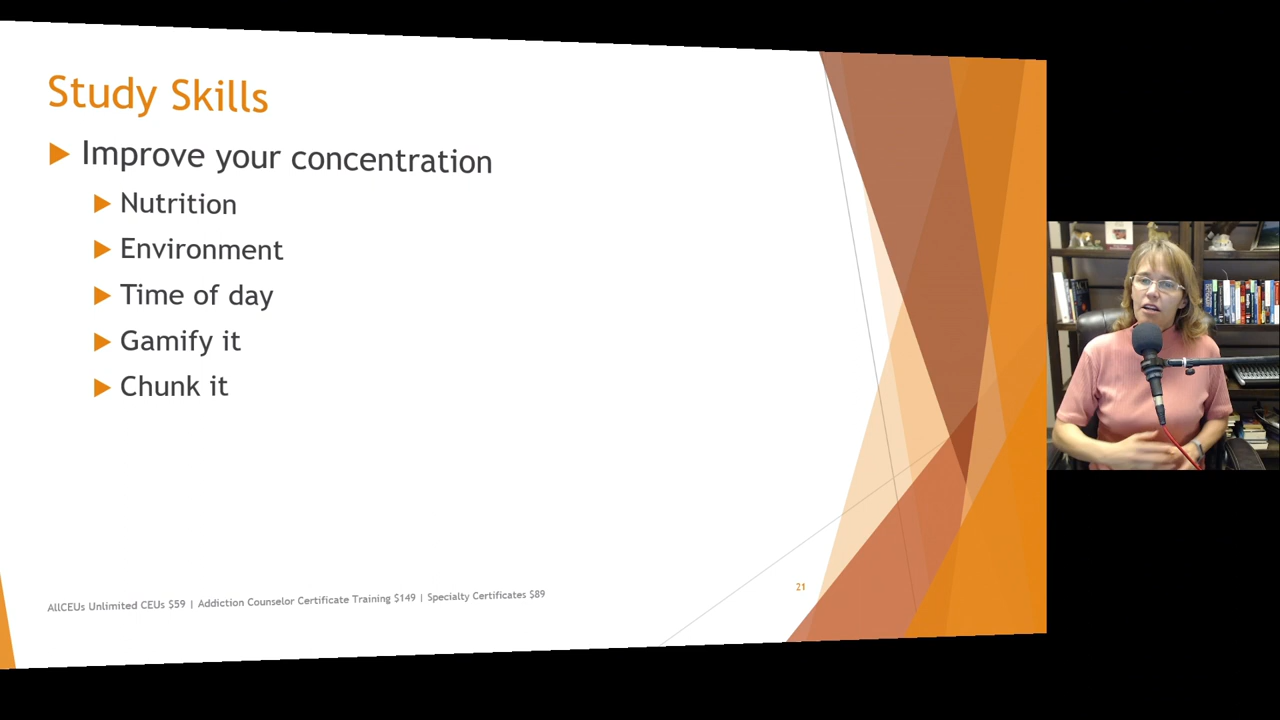 Study Skills
Improve your concentration
Nutrition
Environment
Time of day
Gamify it
Chunk it
AllCEUs Unlimited CEUs $59 | Addiction Counselor Certificate Training $149 | Specialty Certificates $89
21